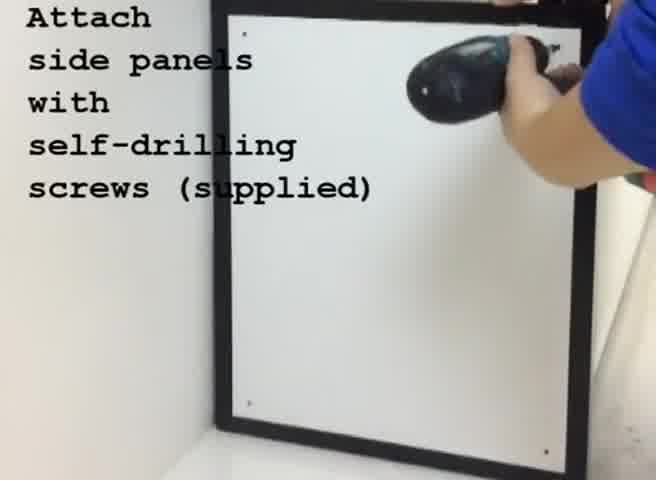 Attach
side panels
with
self-drilling
screws (supplied)